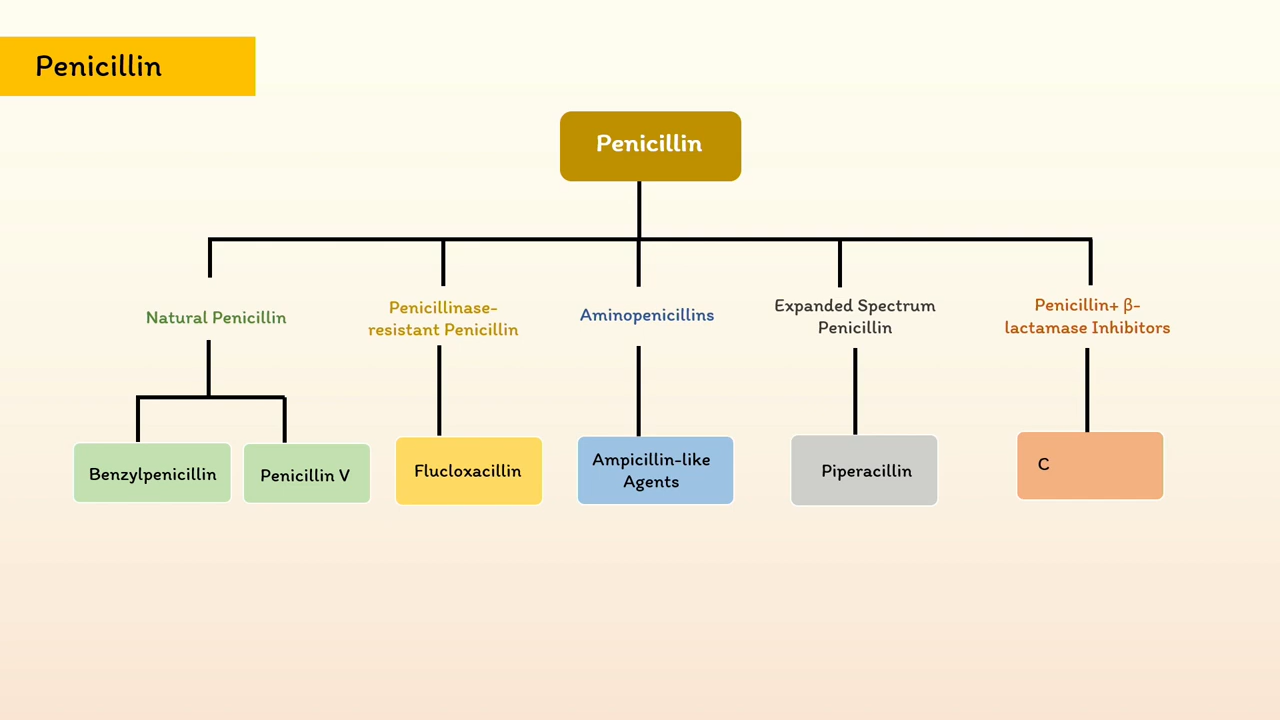 Penicillin
Penicillin
Natural Penicillin
Penicillinase-
resistant Penicillin
Aminopenicillins
Expanded Spectrum
Penicillin
Penicillin+ β-
lactamase Inhibitors
Benzylpenicillin
Penicillin V
Flucloxacillin
Ampicillin-like
Agents
Piperacillin
C